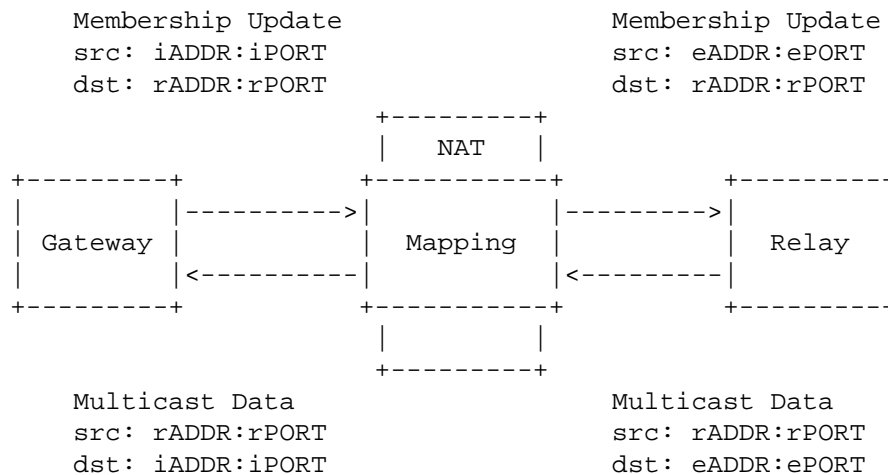 Membership Update                    Membership Update
src: iADDR:iPORT                     src: eADDR:ePORT
dst: rADDR:rPORT                     dst: rADDR:rPORT
NAT
Gateway    Mapping    Relay
Multicast Data                       Multicast Data
src: rADDR:rPORT                     src: rADDR:rPORT
dst: iADDR:iPORT                     dst: eADDR:ePORT